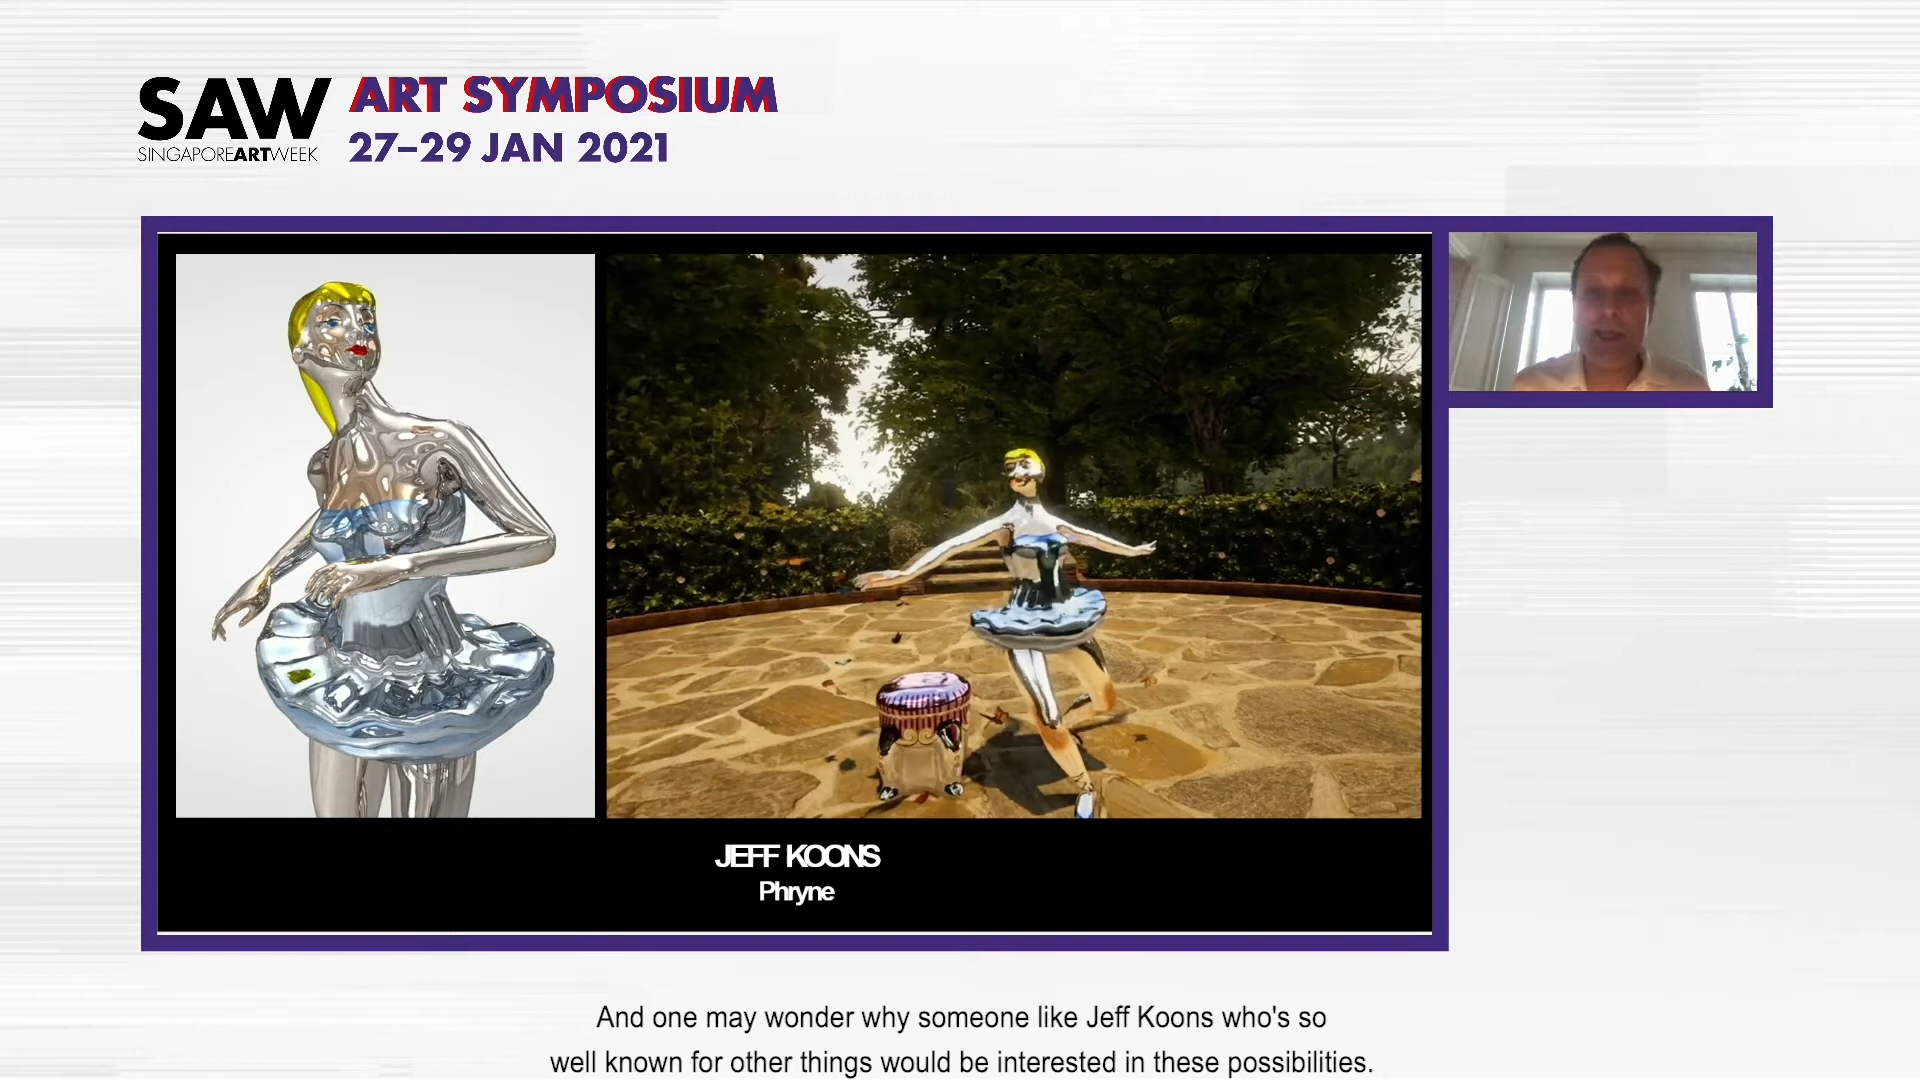 SAW ART SYMPOSIUM
SINGAPOREARTWEEK 27–29 JAN 2021
JEFF KOONS
Phryne
And one may wonder why someone like Jeff Koons who's so
well known for other things would be interested in these possibilities.